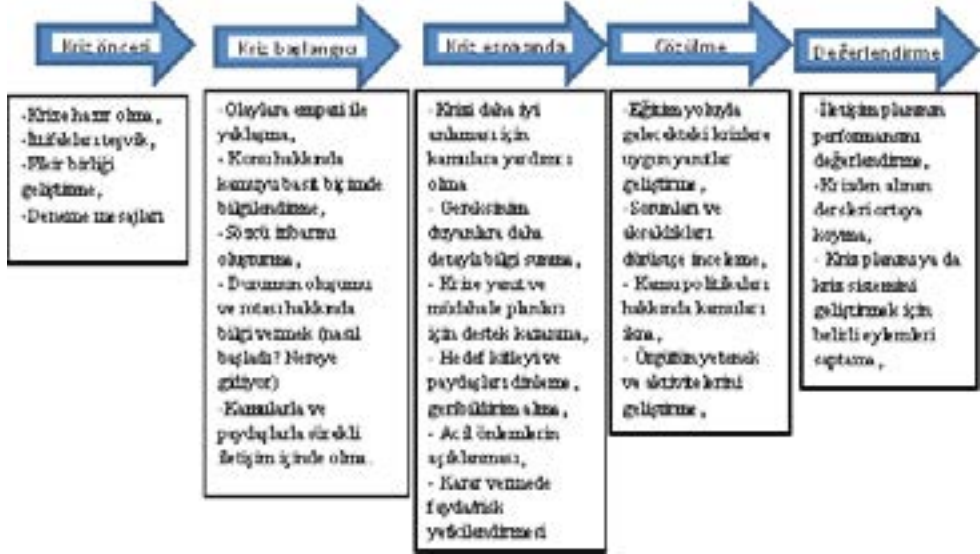 Kriz öncesi
-Krize hazır olma,
-İttifakları teşvik,
-Fikir birliği
geliştirme,
-Deneme mesajları
Kriz başlangıcı
-Olaylara empati ile
yaklaşma,
- Konu hakkında
kamuyu basit biçimde
bilgilendirme,
-Sözcü itibarını
oluşturma,
- Durumun oluşumu
ve rotası hakkında
bilgi vermek (nasıl
başladı? Nereye
gidiyor)
-Kamularla ve
paydaşlarla sürekli
iletişim içinde olma.
Kriz esnasında
- Krizi daha iyi
anlaması için
kamulara yardımcı
olma
- Gereksinim
duyanlara daha
detaylı bilgi sunma,
- Krize yanıt ve
müdahale planları
için destek kazanma,
- Hedef kitleyi ve
paydaşları dinleme,
geribildirim alma,
- Acil önlemlerin
açıklanması,
- Karar vermede
fayda/risk
yetkilendirmesi
Çözülme
-Eğitim yoluyla
gelecekteki krizlere
uygun yanıtlar
geliştirme,
- Sorunları ve
aksaklıkları
dürüstçe inceleme,
- Kamu politikaları
hakkında kamuları
ikna,
- Örgütün yetenek
ve aktivitelerini
geliştirme,
Değerlendirme
-İletişim planının
performansını
değerlendirme,
-Krizden alınan
dersleri ortaya
koyma,
- Kriz planını ya da
kriz sistemini
geliştirmek için
belirli eylemleri
saptama,